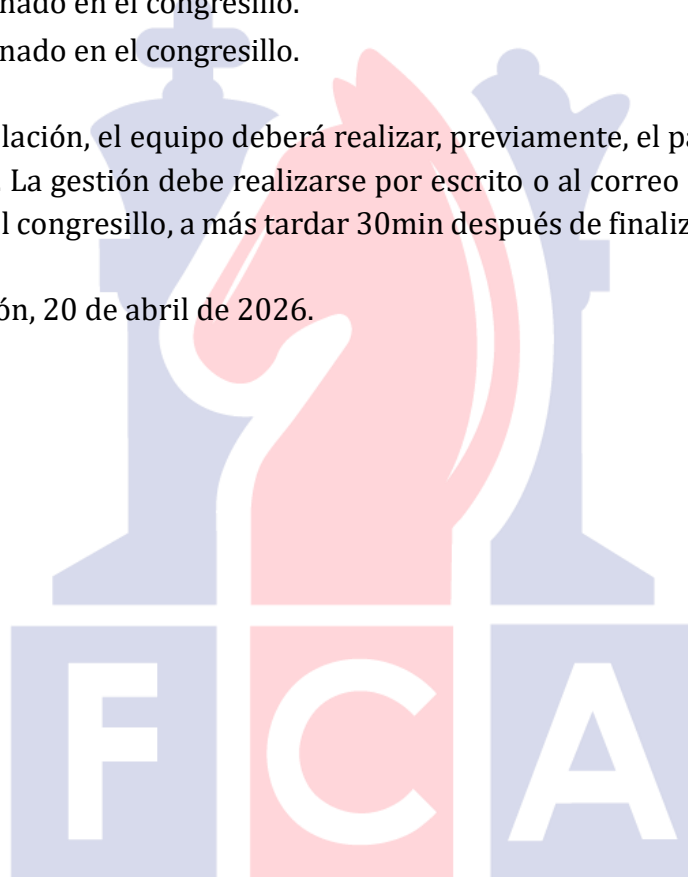 nado en el congresillo.
nado en el congresillo.
lación, el equipo deberá realizar, previamente, el pa
. La gestión debe realizarse por escrito o al correo
l congresillo, a más tardar 30min después de finaliz
ón, 20 de abril de 2026.
F C A